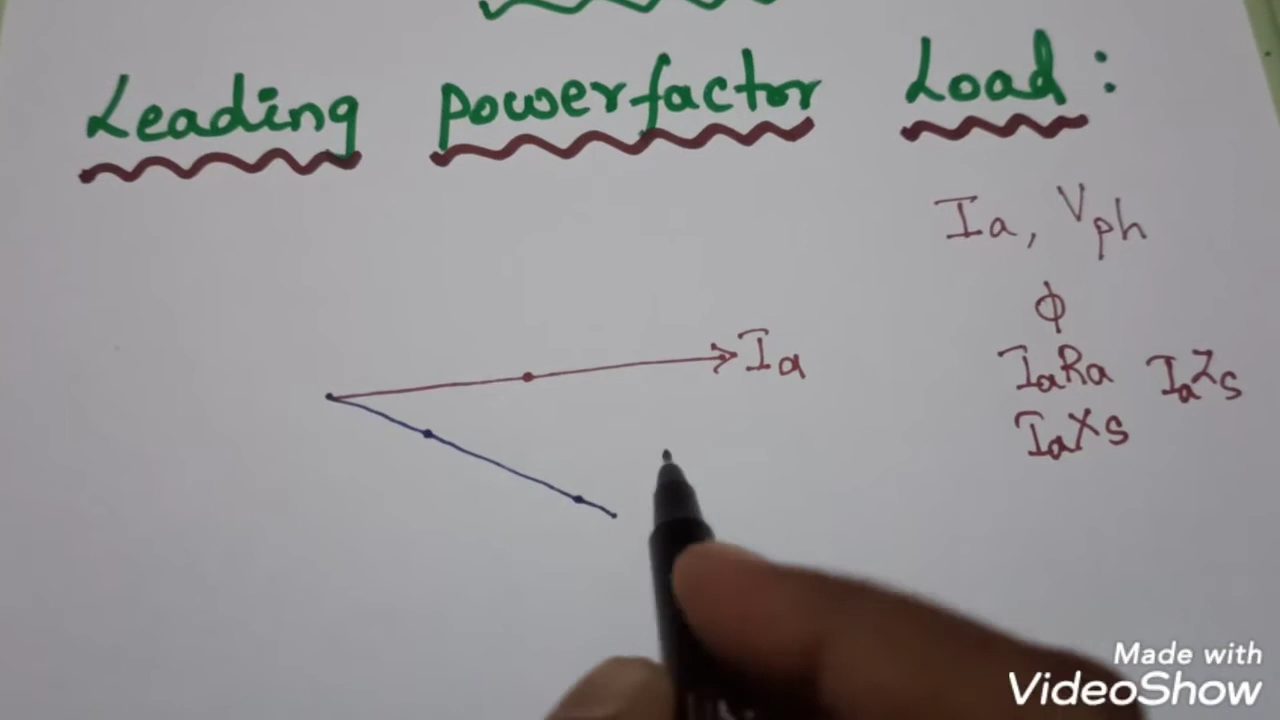 Leading powerfactor Load :
Ia, Vph
ϕ
IaRa IaZs
IaXs
Ia
Made with
VideoShow